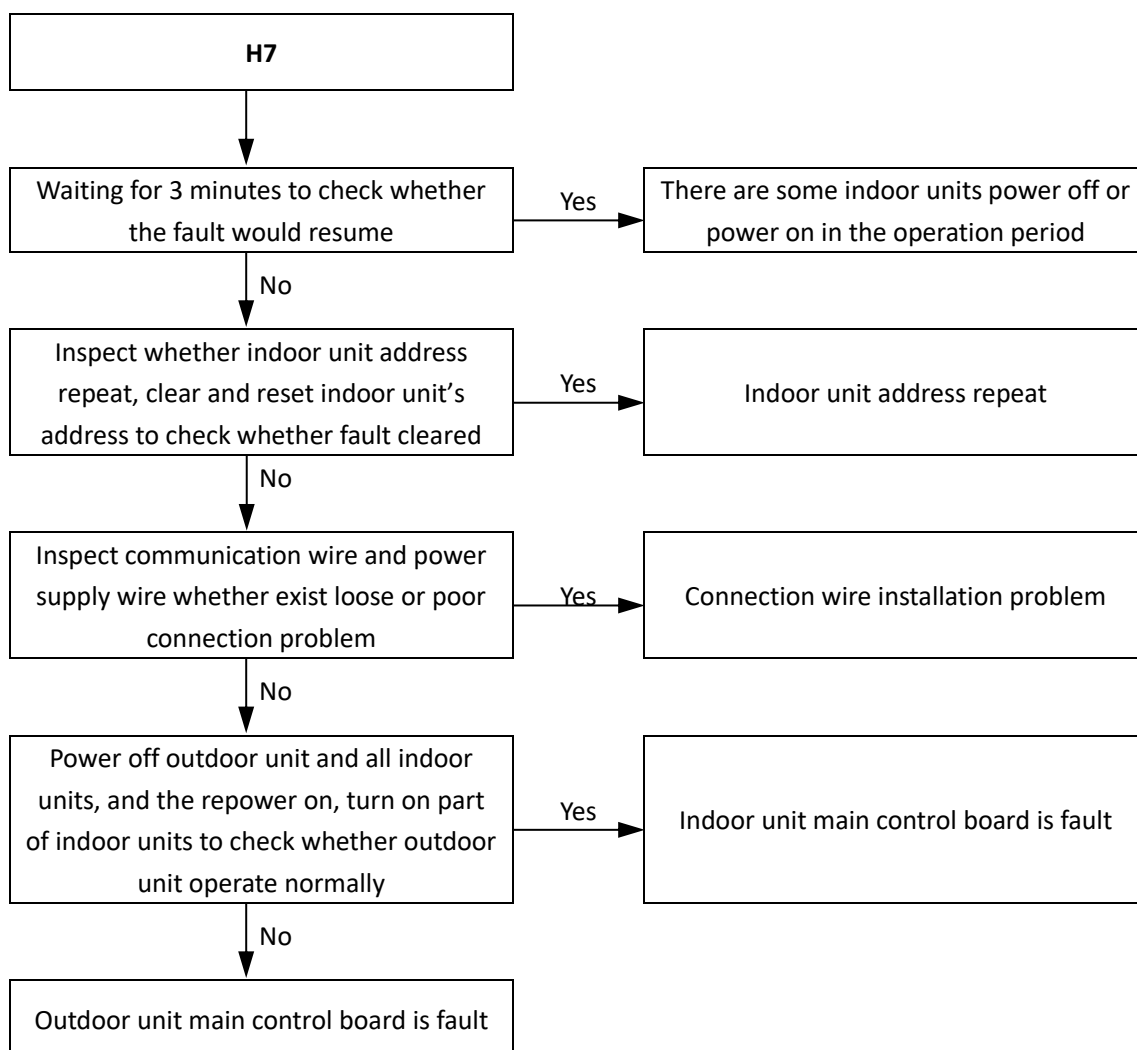 H7
Waiting for 3 minutes to check whether
the fault would resume
Yes
There are some indoor units power off or
power on in the operation period
No
Inspect whether indoor unit address
repeat, clear and reset indoor unit's
address to check whether fault cleared
Yes
Indoor unit address repeat
No
Inspect communication wire and power
supply wire whether exist loose or poor
connection problem
Yes
Connection wire installation problem
No
Power off outdoor unit and all indoor
units, and the repower on, turn on part
of indoor units to check whether outdoor
unit operate normally
Yes
Indoor unit main control board is fault
No
Outdoor unit main control board is fault